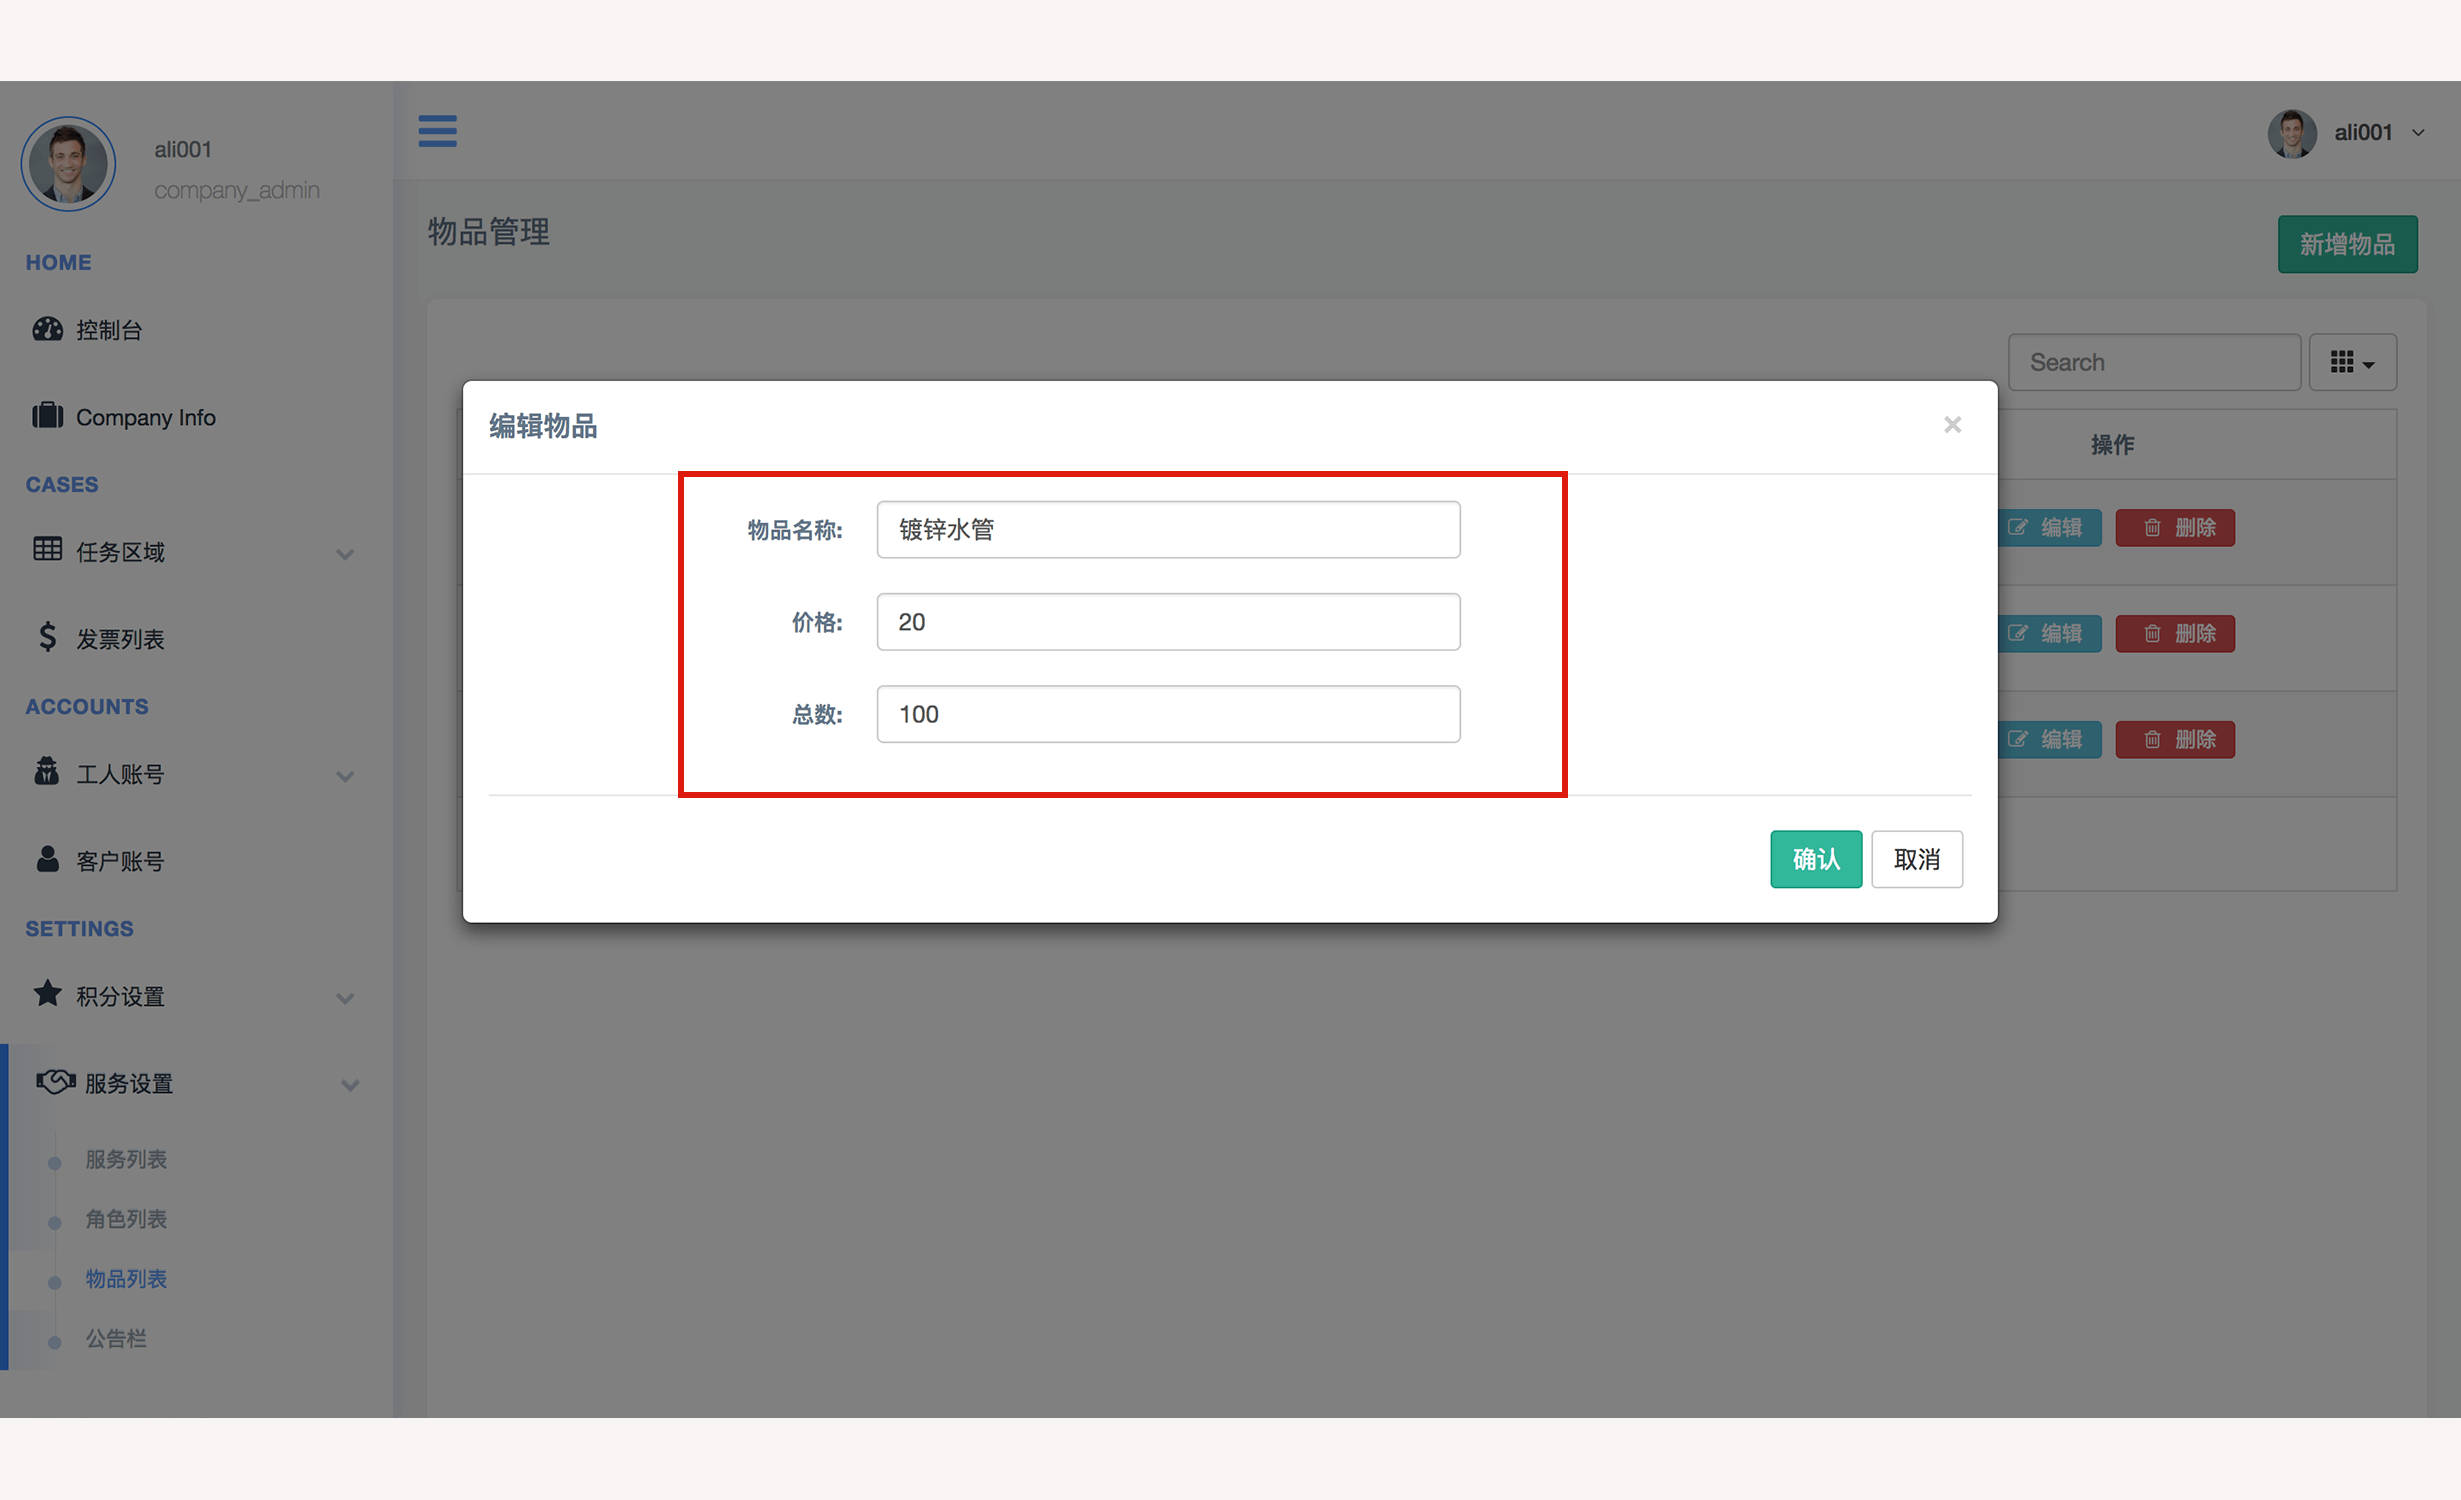 ali001
company_admin
HOME
控制台
Company Info
CASES
任务区域
发票列表
ACCOUNTS
工人账号
客户账号
SETTINGS
积分设置
服务设置
服务列表
角色列表
物品列表
公告栏
ali001
物品管理
新增物品
Search
操作
编辑 删除
编辑 删除
编辑 删除
编辑物品
×
物品名称: 镀锌水管
价格: 20
总数: 100
确认 取消